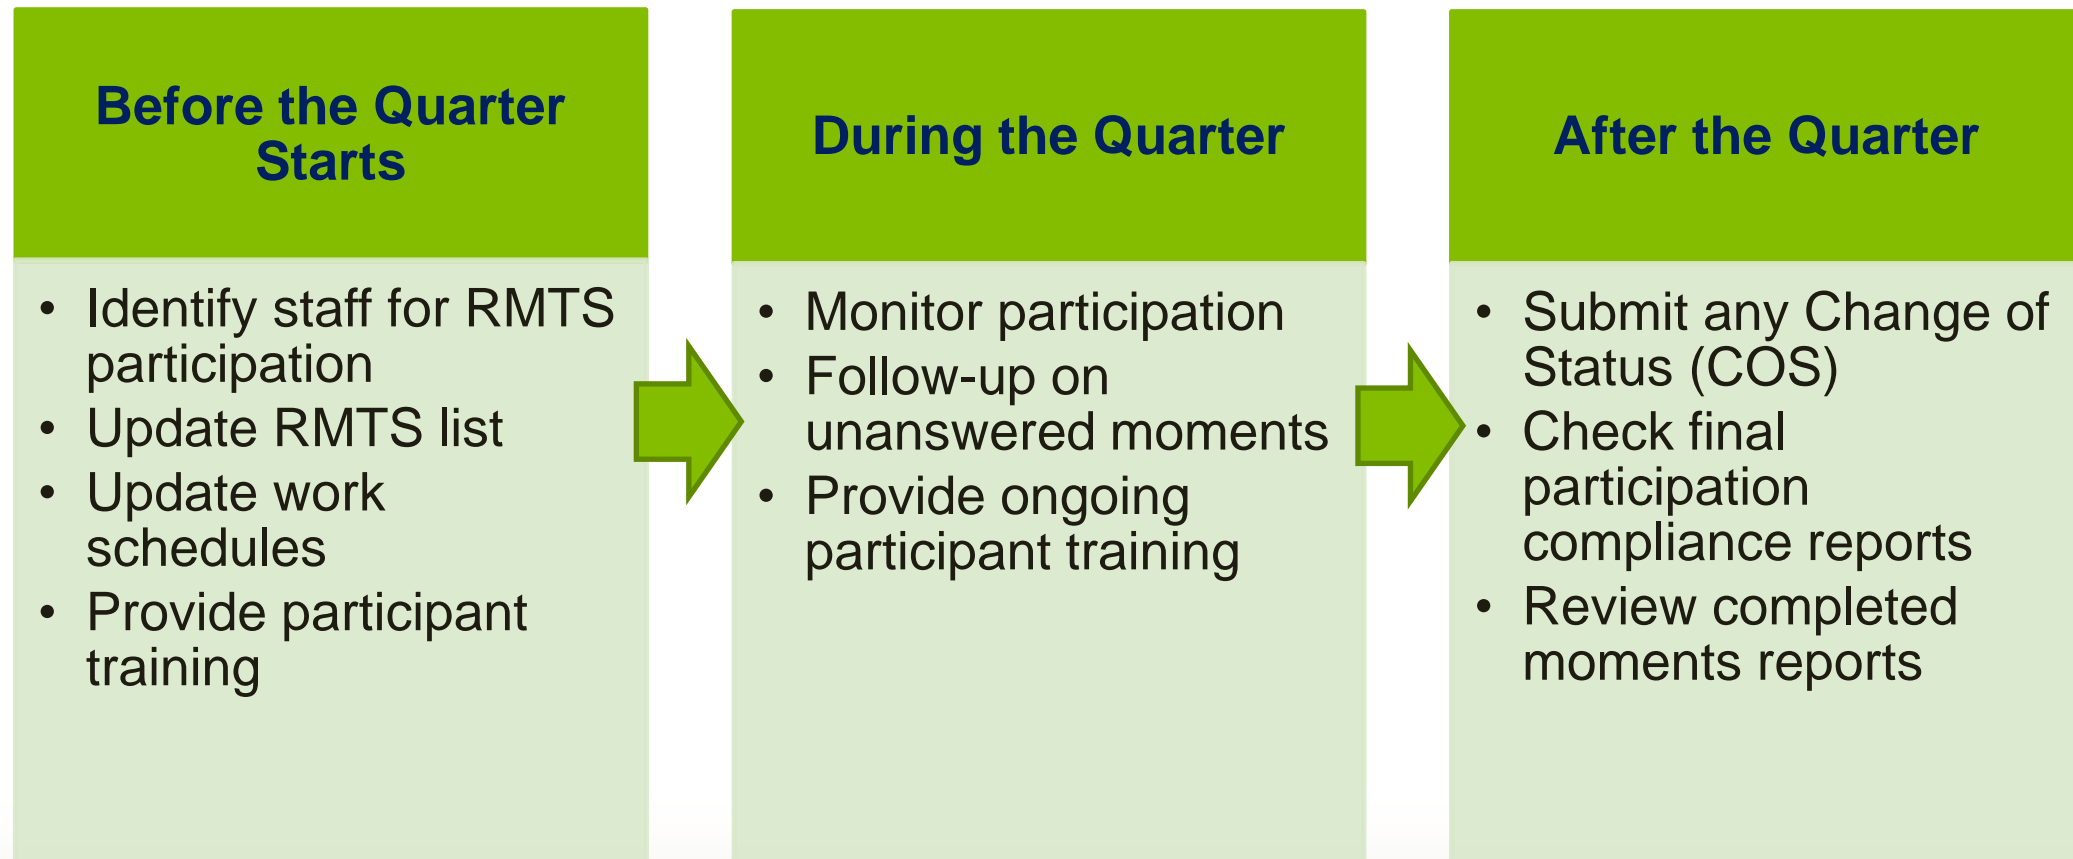 Before the Quarter
Starts
• Identify staff for RMTS
participation
• Update RMTS list
• Update work
schedules
• Provide participant
training
During the Quarter
• Monitor participation
• Follow-up on
unanswered moments
• Provide ongoing
participant training
After the Quarter
• Submit any Change of
Status (COS)
• Check final
participation
compliance reports
• Review completed
moments reports